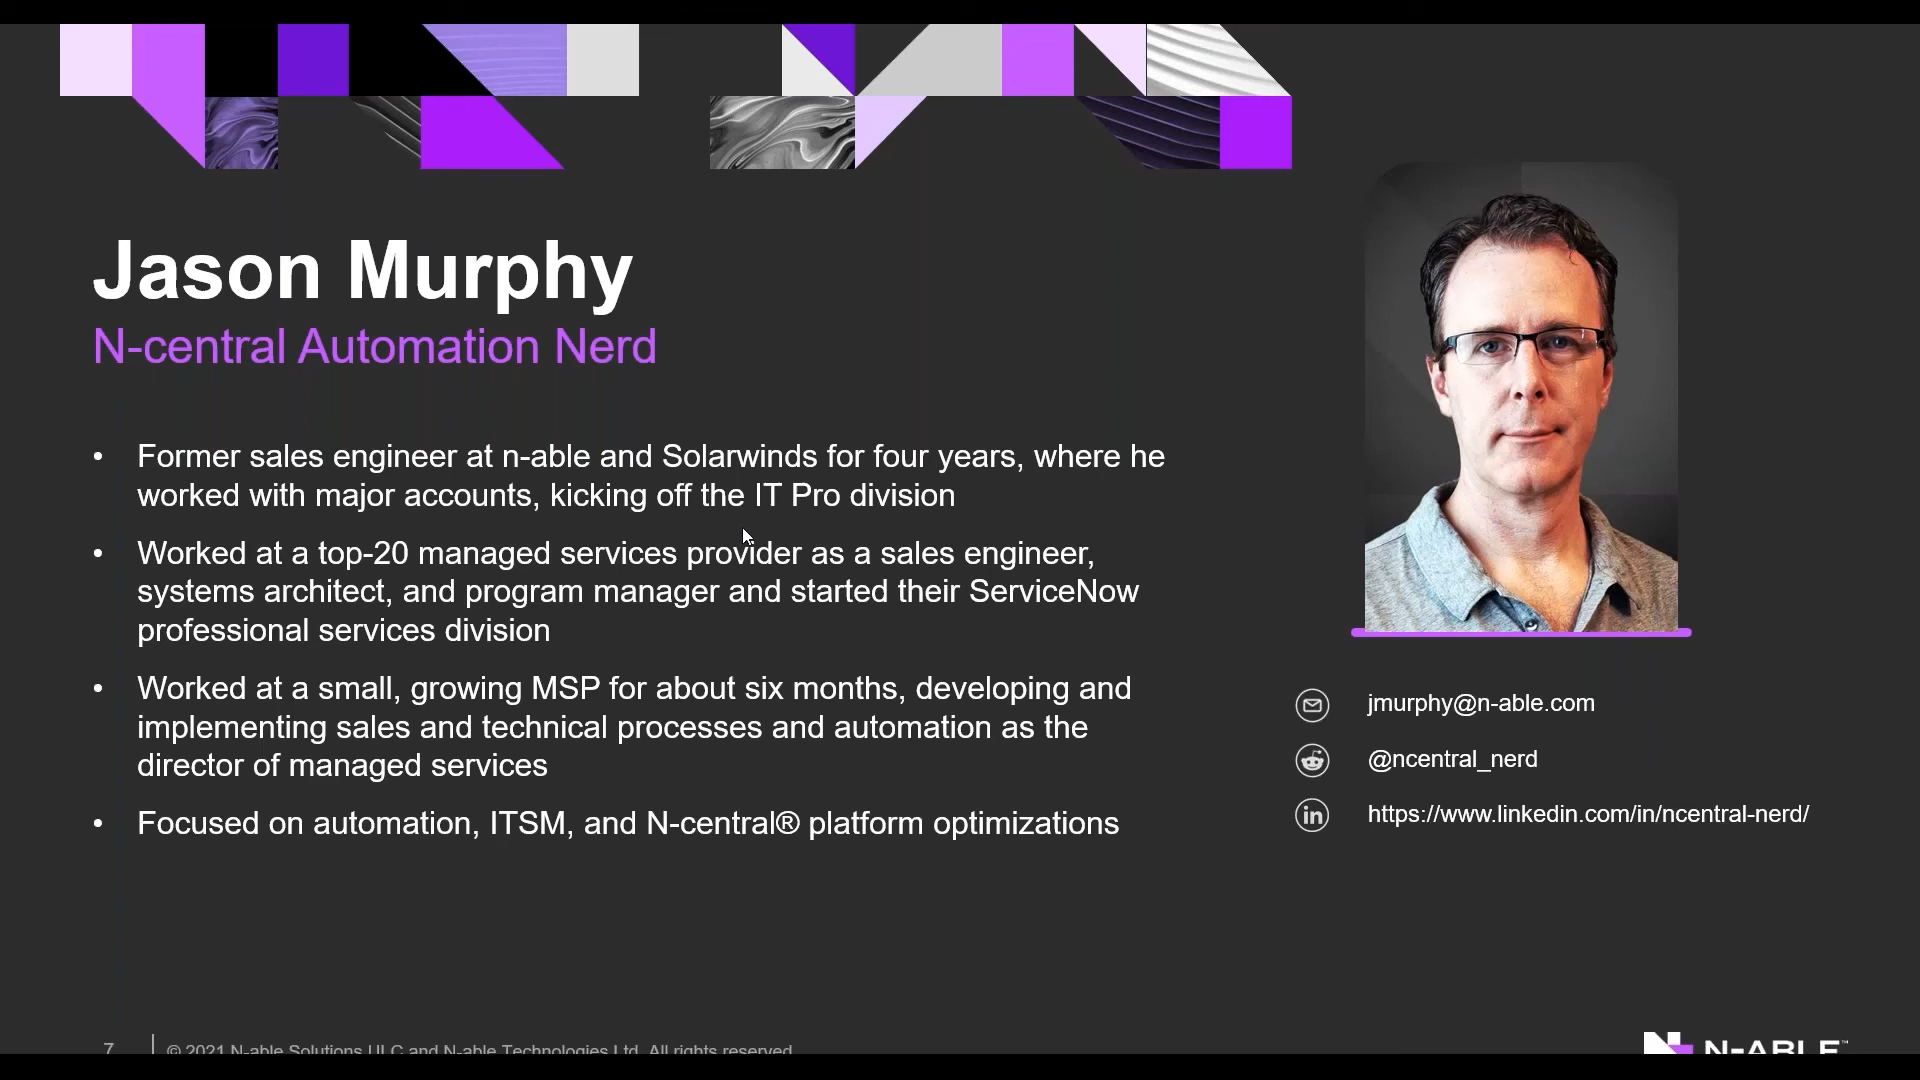 Jason Murphy
N-central Automation Nerd
• Former sales engineer at n-able and Solarwinds for four years, where he
worked with major accounts, kicking off the IT Pro division
• Worked at a top-20 managed services provider as a sales engineer,
systems architect, and program manager and started their ServiceNow
professional services division
• Worked at a small, growing MSP for about six months, developing and
implementing sales and technical processes and automation as the
director of managed services
• Focused on automation, ITSM, and N-central® platform optimizations
jmurphy@n-able.com
@ncentral_nerd
in https://www.linkedin.com/in/ncentral-nerd/
7 © 2021 N-able Solutions ULC and N-able Technologies Ltd. All rights reserved.
N-ABLE™